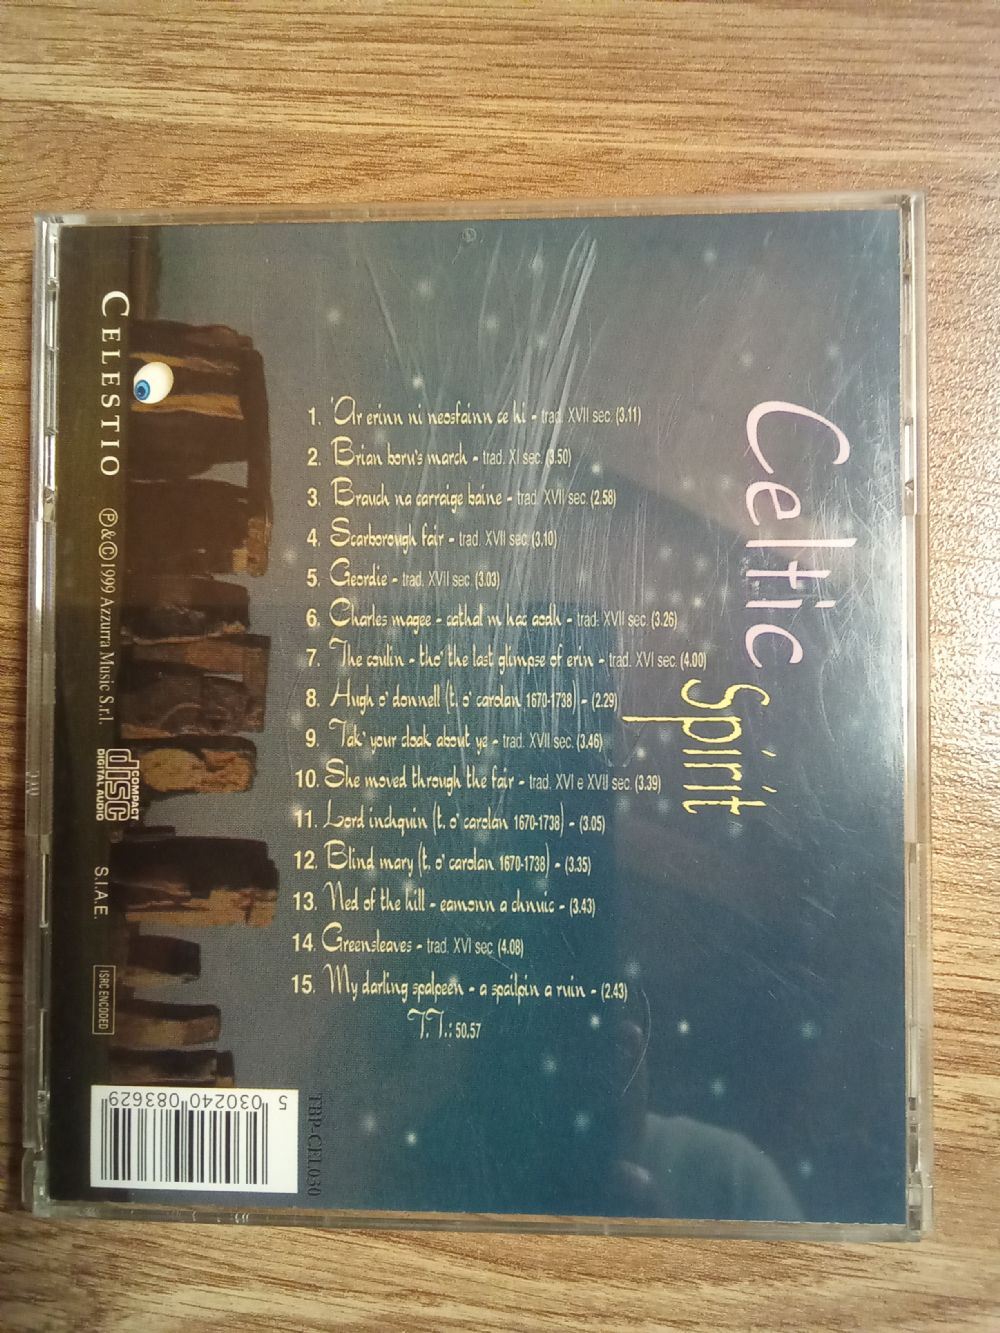 Celtic
Spirit
1. 'Ar erinn ni neosfainn ce hi - trad. XVII sec. (3.11)
2. Brian boru's march - trad. XI sec. (3.50)
3. Brauch na carraige baine - trad. XVII sec. (2.58)
4. Scarborough fair - trad. XVII sec. (3.10)
5. Geordie - trad. XVII sec. (3.03)
6. Charles magee - cathal m hac aodh - trad. XVII sec. (3.26)
7. The coulin - tho' the last glimpse of erin - trad. XVI sec. (4.00)
8. Hugh o' donnell (t. o' carolan 1670-1738) - (2.29)
9. Tak' your cloak about ye - trad. XVII sec. (3.46)
10. She moved through the fair - trad. XVI e XVII sec. (3.39)
11. Lord inchquin (t. o' carolan 1670-1738) - (3.05)
12. Blind mary (t. o' carolan 1670-1738) - (3.35)
13. Ned of the hill - eamonn a chnuic - (3.43)
14. Greensleaves - trad. XVI sec (4.08)
15. My darling spalpeen - a spailpin a ruin - (2.43)
T.T.: 50.57
CELESTIO
℗&©1999 Azzurra Music S.r.l.
COMPACT
disc
DIGITAL AUDIO
S.I.A.E.
ISRC ENCODED
5 030240 083629
TBP-CEL030